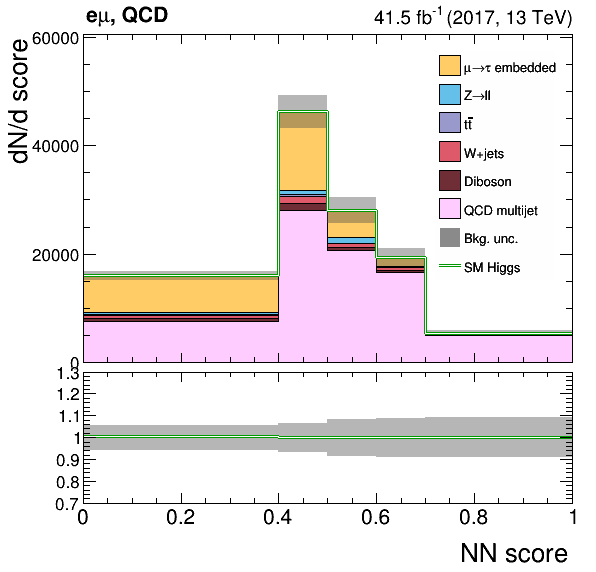 eμ, QCD
41.5 fb⁻¹ (2017, 13 TeV)
dN/d score
60000
40000
20000
0
μ→τ embedded
Z→ll
tt̅
W+jets
Diboson
QCD multijet
Bkg. unc.
SM Higgs
1.3
1.2
1.1
1
0.9
0.8
0.7
0 0.2 0.4 0.6 0.8 1
NN score